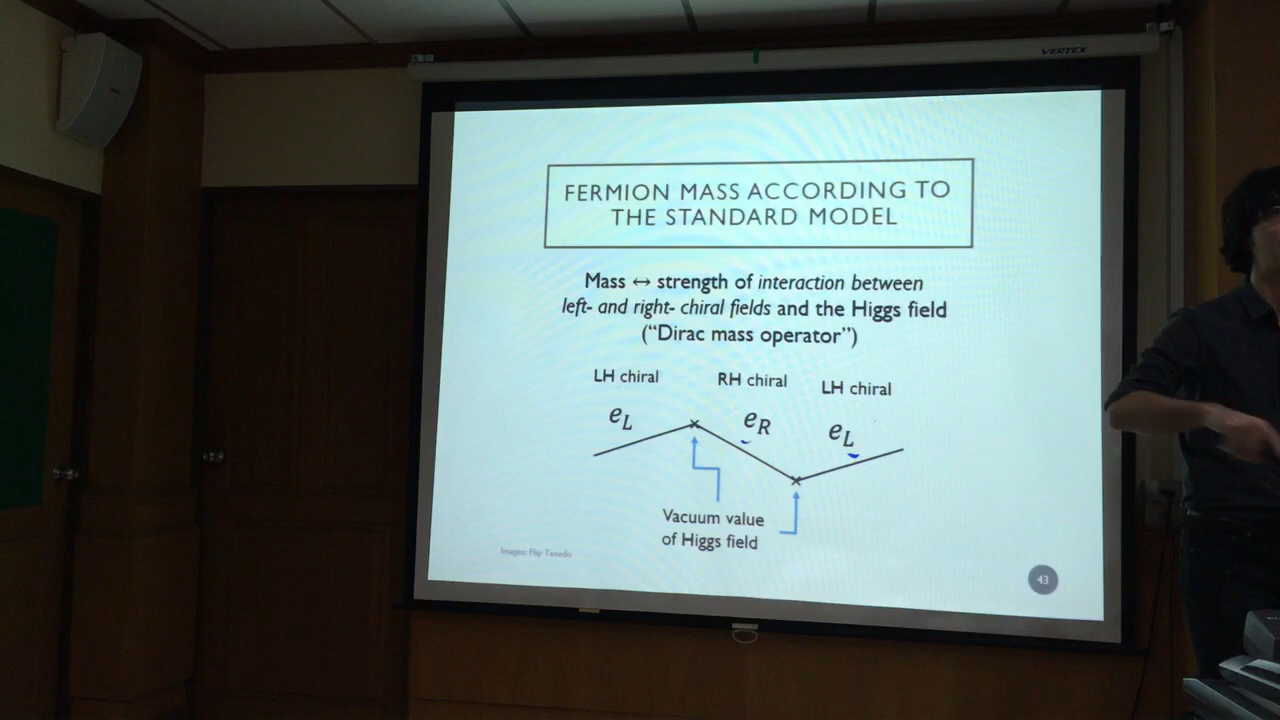 VERTEX
FERMION MASS ACCORDING TO
THE STANDARD MODEL
Mass ↔ strength of interaction between
left- and right- chiral fields and the Higgs field
(“Dirac mass operator”)
LH chiral
RH chiral
LH chiral
e_L
e_R
e_L
Vacuum value
of Higgs field
Imagen: Flip Tanedo
43